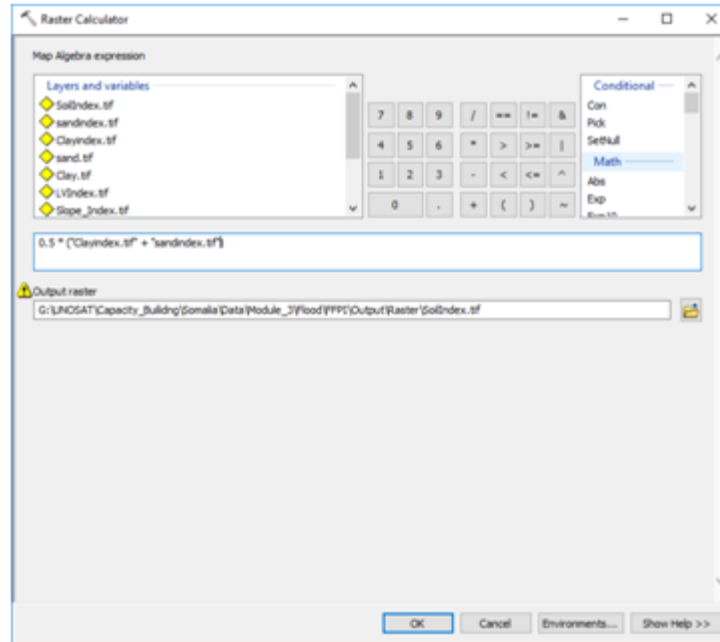 Raster Calculator
Map Algebra expression
Layers and variables
SoilIndex.tif
sandindex.tif
Clayindex.tif
sand.tif
Clay.tif
LVIndex.tif
Slope_Index.tif
7 8 9 / == != &
4 5 6 * > >= |
1 2 3 - < <= ^
0 . + ( ) ~
Conditional
Con
Pick
SetNull
Math
Abs
Exp
0.5 * ("Clayindex.tif" + "sandindex.tif")
Output raster
G:\UNOSAT\Capacity_Builidng\Somalia\Data\Module_3\Flood\FFPI\Output\Raster\SoilIndex.tif
OK Cancel Environments... Show Help >>